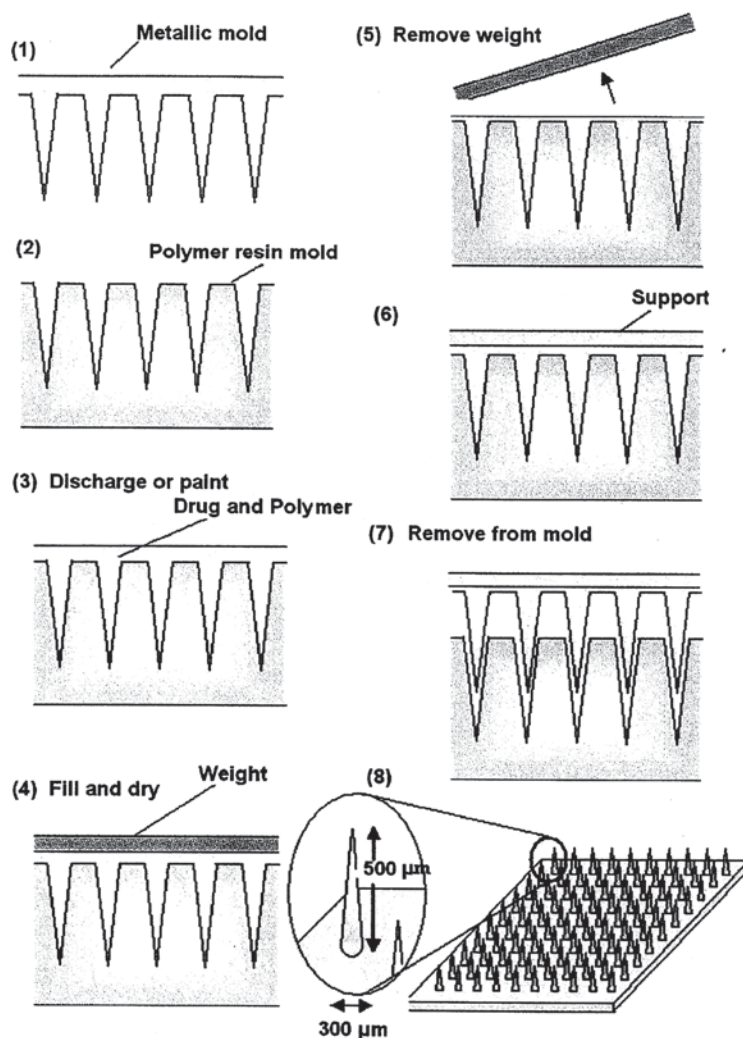 (1)
Metallic mold
(2)
Polymer resin mold
(3) Discharge or paint
Drug and Polymer
(4) Fill and dry
Weight
(5) Remove weight
(6)
Support
(7) Remove from mold
(8)
500 µm
300 µm